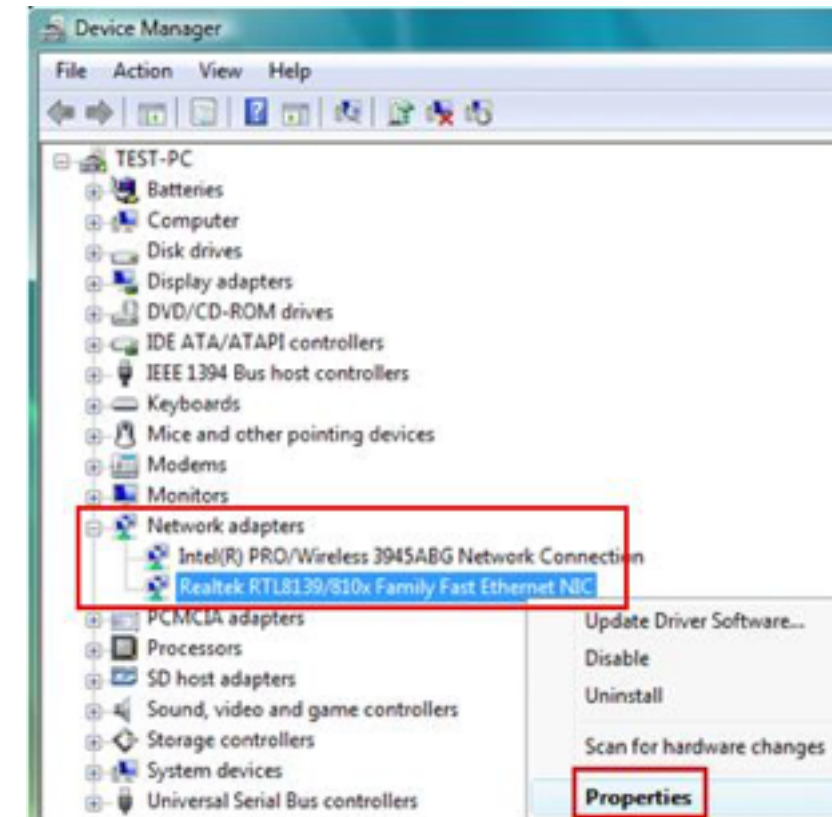 Device Manager
File Action View Help
TEST-PC
Batteries
Computer
Disk drives
Display adapters
DVD/CD-ROM drives
IDE ATA/ATAPI controllers
IEEE 1394 Bus host controllers
Keyboards
Mice and other pointing devices
Modems
Monitors
Network adapters
Intel(R) PRO/Wireless 3945ABG Network Connection
Realtek RTL8139/810x Family Fast Ethernet NIC
PCMCIA adapters
Processors
SD host adapters
Sound, video and game controllers
Storage controllers
System devices
Universal Serial Bus controllers
Update Driver Software...
Disable
Uninstall
Scan for hardware changes
Properties